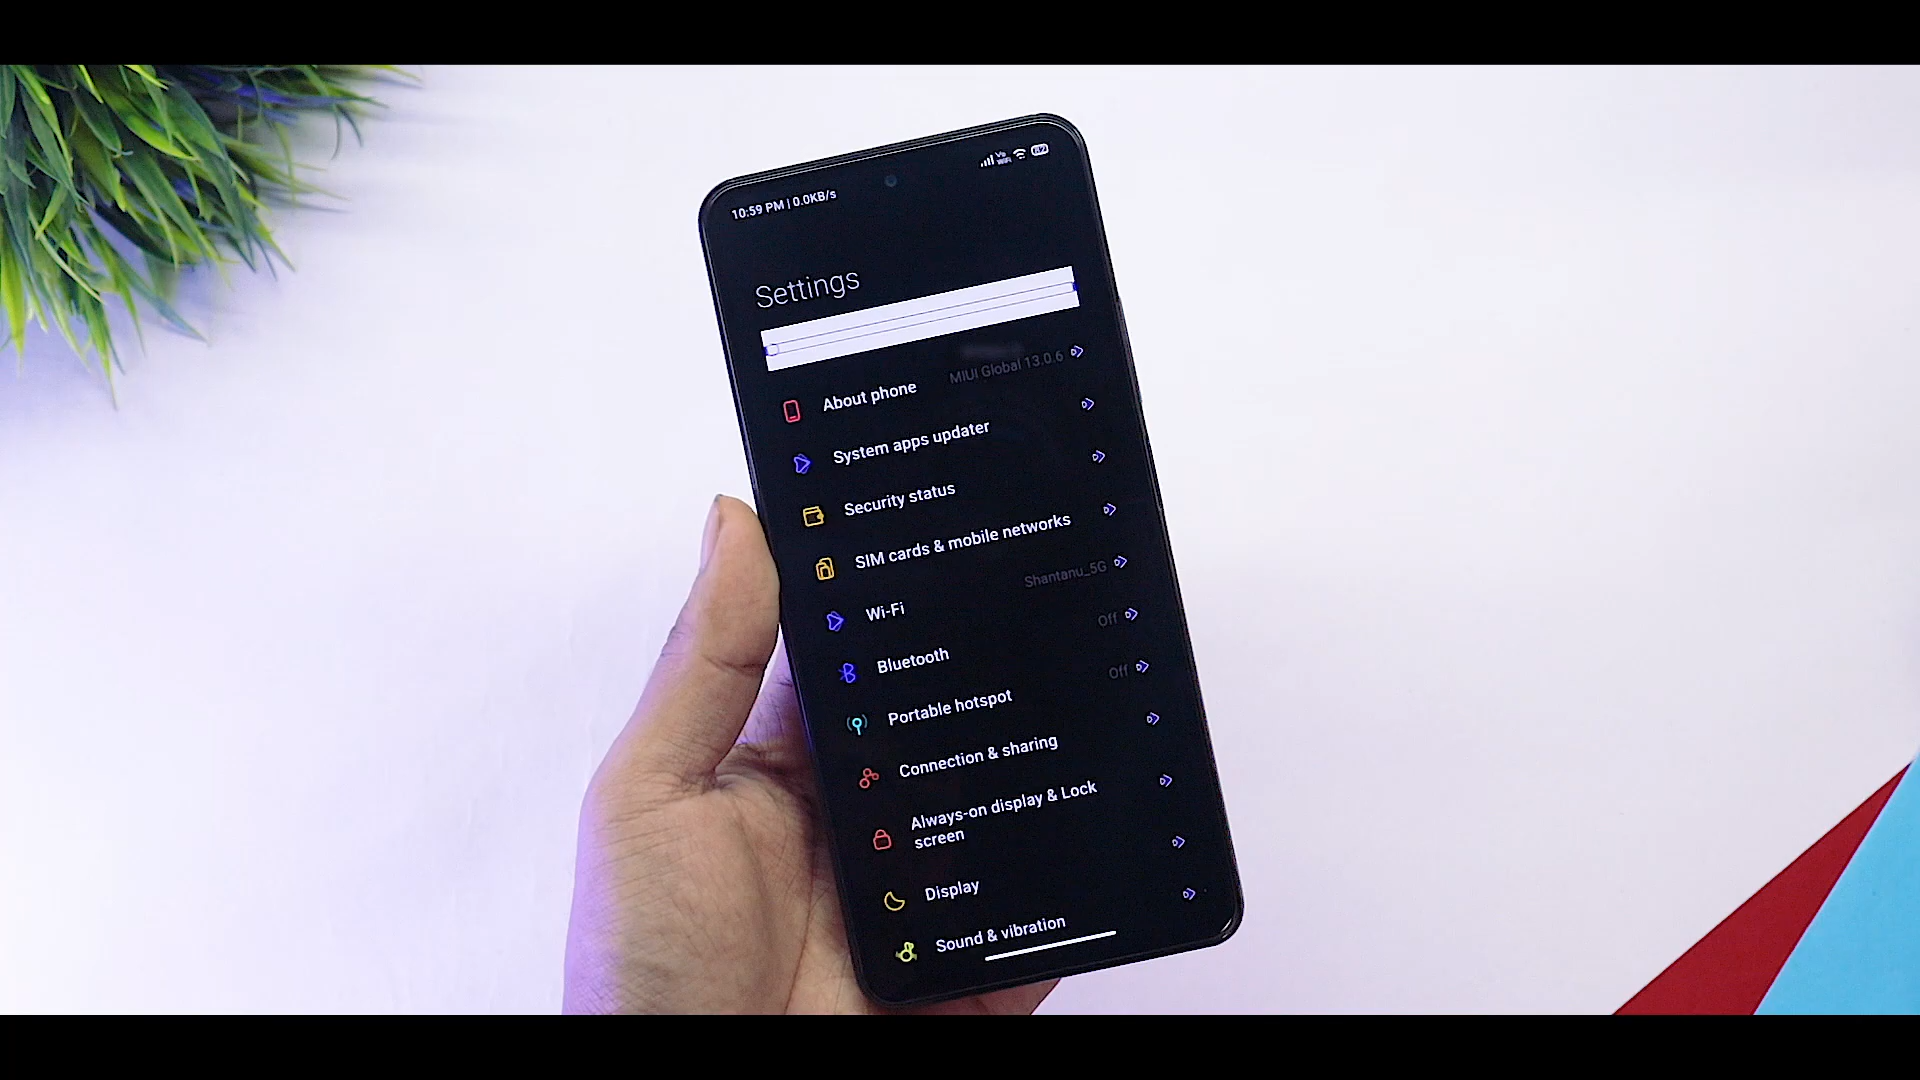 10:59 PM | 0.0KB/s
Vo
WiFi
Settings
About phone
MIUI Global 13.0.6
System apps updater
Security status
SIM cards & mobile networks
Wi-Fi
Shantanu_5G
Bluetooth
Off
Portable hotspot
Off
Connection & sharing
Always-on display & Lock
screen
Display
Sound & vibration